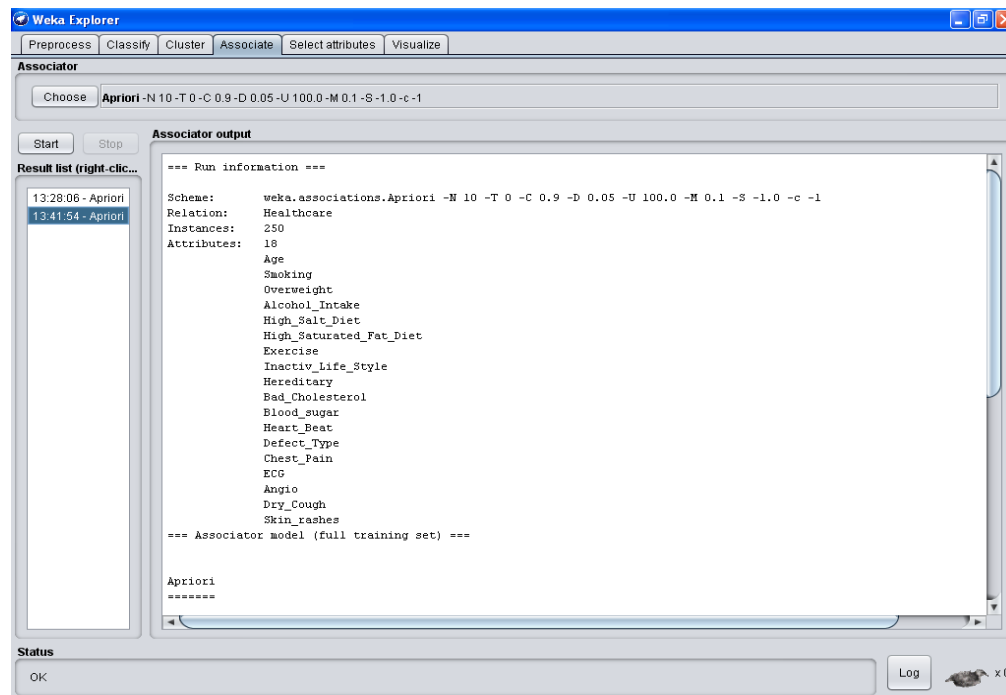 Weka Explorer
Preprocess Classify Cluster Associate Select attributes Visualize
Associator
Choose Apriori -N 10 -T 0 -C 0.9 -D 0.05 -U 100.0 -M 0.1 -S -1.0 -c -1
Start Stop
Result list (right-clic...
13:28:06 - Apriori
13:41:54 - Apriori
Associator output
=== Run information ===
Scheme: weka.associations.Apriori -N 10 -T 0 -C 0.9 -D 0.05 -U 100.0 -M 0.1 -S -1.0 -c -1
Relation: Healthcare
Instances: 250
Attributes: 18
Age
Smoking
Overweight
Alcohol_Intake
High_Salt_Diet
High_Saturated_Fat_Diet
Exercise
Inactiv_Life_Style
Hereditary
Bad_Cholesterol
Blood_sugar
Heart_Beat
Defect_Type
Chest_Pain
ECG
Angio
Dry_Cough
Skin_rashes
=== Associator model (full training set) ===
Apriori
=======
Status
OK
Log x 0